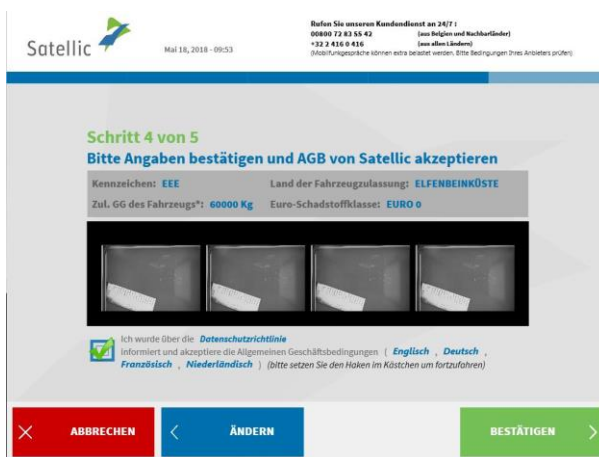 Satellic
Mai 18, 2018 - 09:53
Rufen Sie unseren Kundendienst an 24/7 :
00800 72 83 55 42 (aus Belgien und Nachbarländer)
+32 2 416 0 416 (aus allen Ländern)
(Mobilfunkgespräche können extra belastet werden. Bitte Bedingungen Ihres Anbieters prüfen)
Schritt 4 von 5
Bitte Angaben bestätigen und AGB von Satellic akzeptieren
Kennzeichen: EEE Land der Fahrzeugzulassung: ELFENBEINKÜSTE
Zul. GG des Fahrzeugs*: 60000 Kg Euro-Schadstoffklasse: EURO 0
Ich wurde über die Datenschutzrichtlinie
informiert und akzeptiere die Allgemeinen Geschäftsbedingungen ( Englisch , Deutsch ,
Französisch , Niederländisch ) (bitte setzen Sie den Haken im Kästchen um fortzufahren)
ABBRECHEN ÄNDERN BESTÄTIGEN